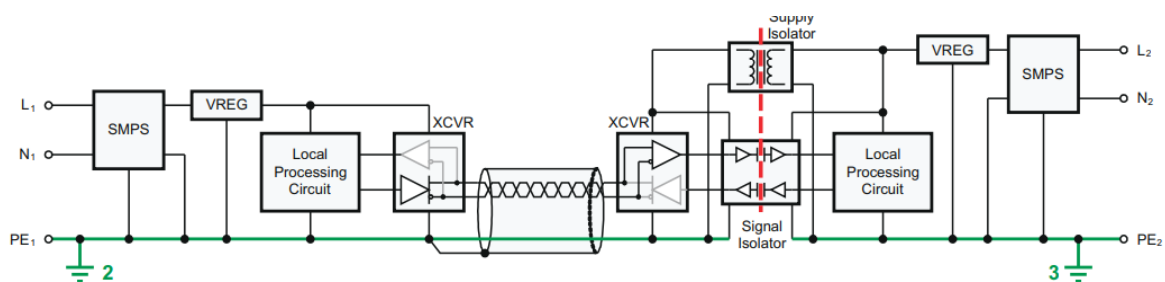 Supply
Isolator
L₁
SMPS
VREG
XCVR
XCVR
VREG
SMPS
L₂
N₂
N₁
Local
Processing
Circuit
Local
Processing
Circuit
Signal
Isolator
PE₁
PE₂
2
3